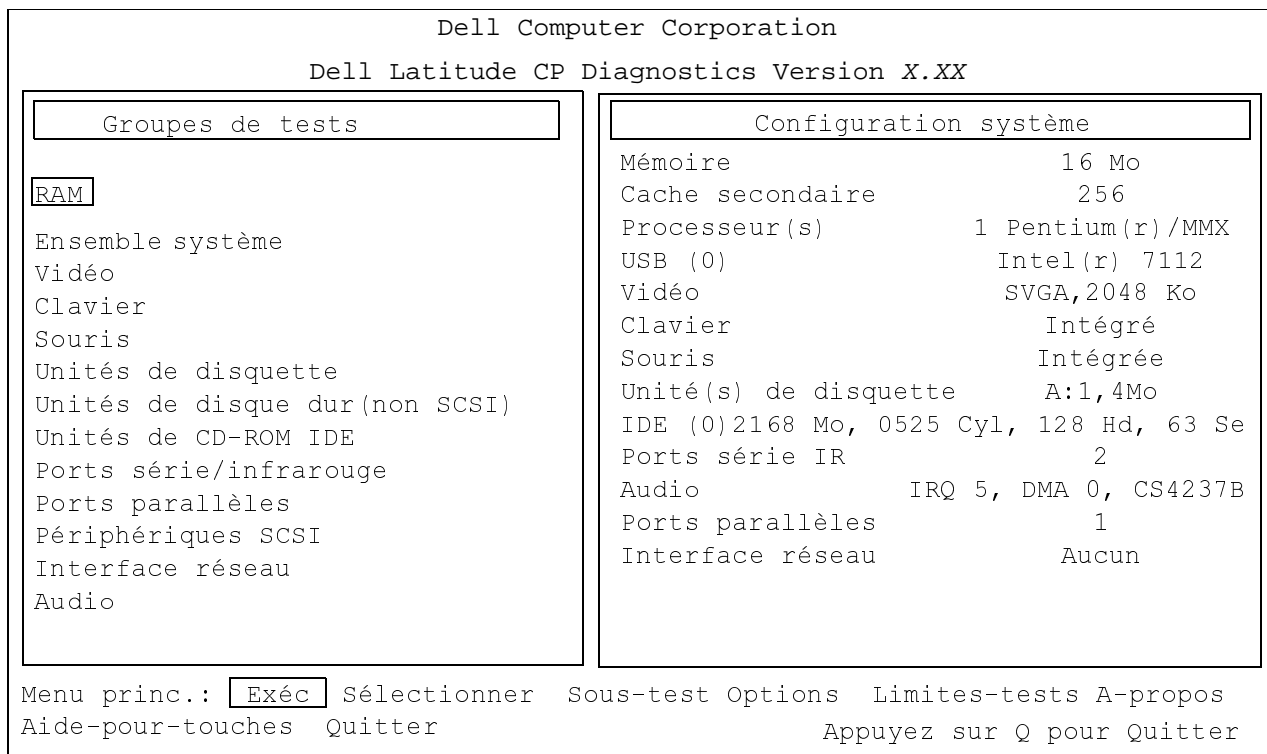 Dell Computer Corporation
Dell Latitude CP Diagnostics Version X.XX
Groupes de tests
RAM
Ensemble système
Vidéo
Clavier
Souris
Unités de disquette
Unités de disque dur(non SCSI)
Unités de CD-ROM IDE
Ports série/infrarouge
Ports parallèles
Périphériques SCSI
Interface réseau
Audio
Configuration système
Mémoire 16 Mo
Cache secondaire 256
Processeur(s) 1 Pentium(r)/MMX
USB (0) Intel(r) 7112
Vidéo SVGA,2048 Ko
Clavier Intégré
Souris Intégrée
Unité(s) de disquette A:1,4Mo
IDE (0)2168 Mo, 0525 Cyl, 128 Hd, 63 Se
Ports série IR 2
Audio IRQ 5, DMA 0, CS4237B
Ports parallèles 1
Interface réseau Aucun
Menu princ.: Exéc Sélectionner Sous-test Options Limites-tests A-propos
Aide-pour-touches Quitter Appuyez sur Q pour Quitter